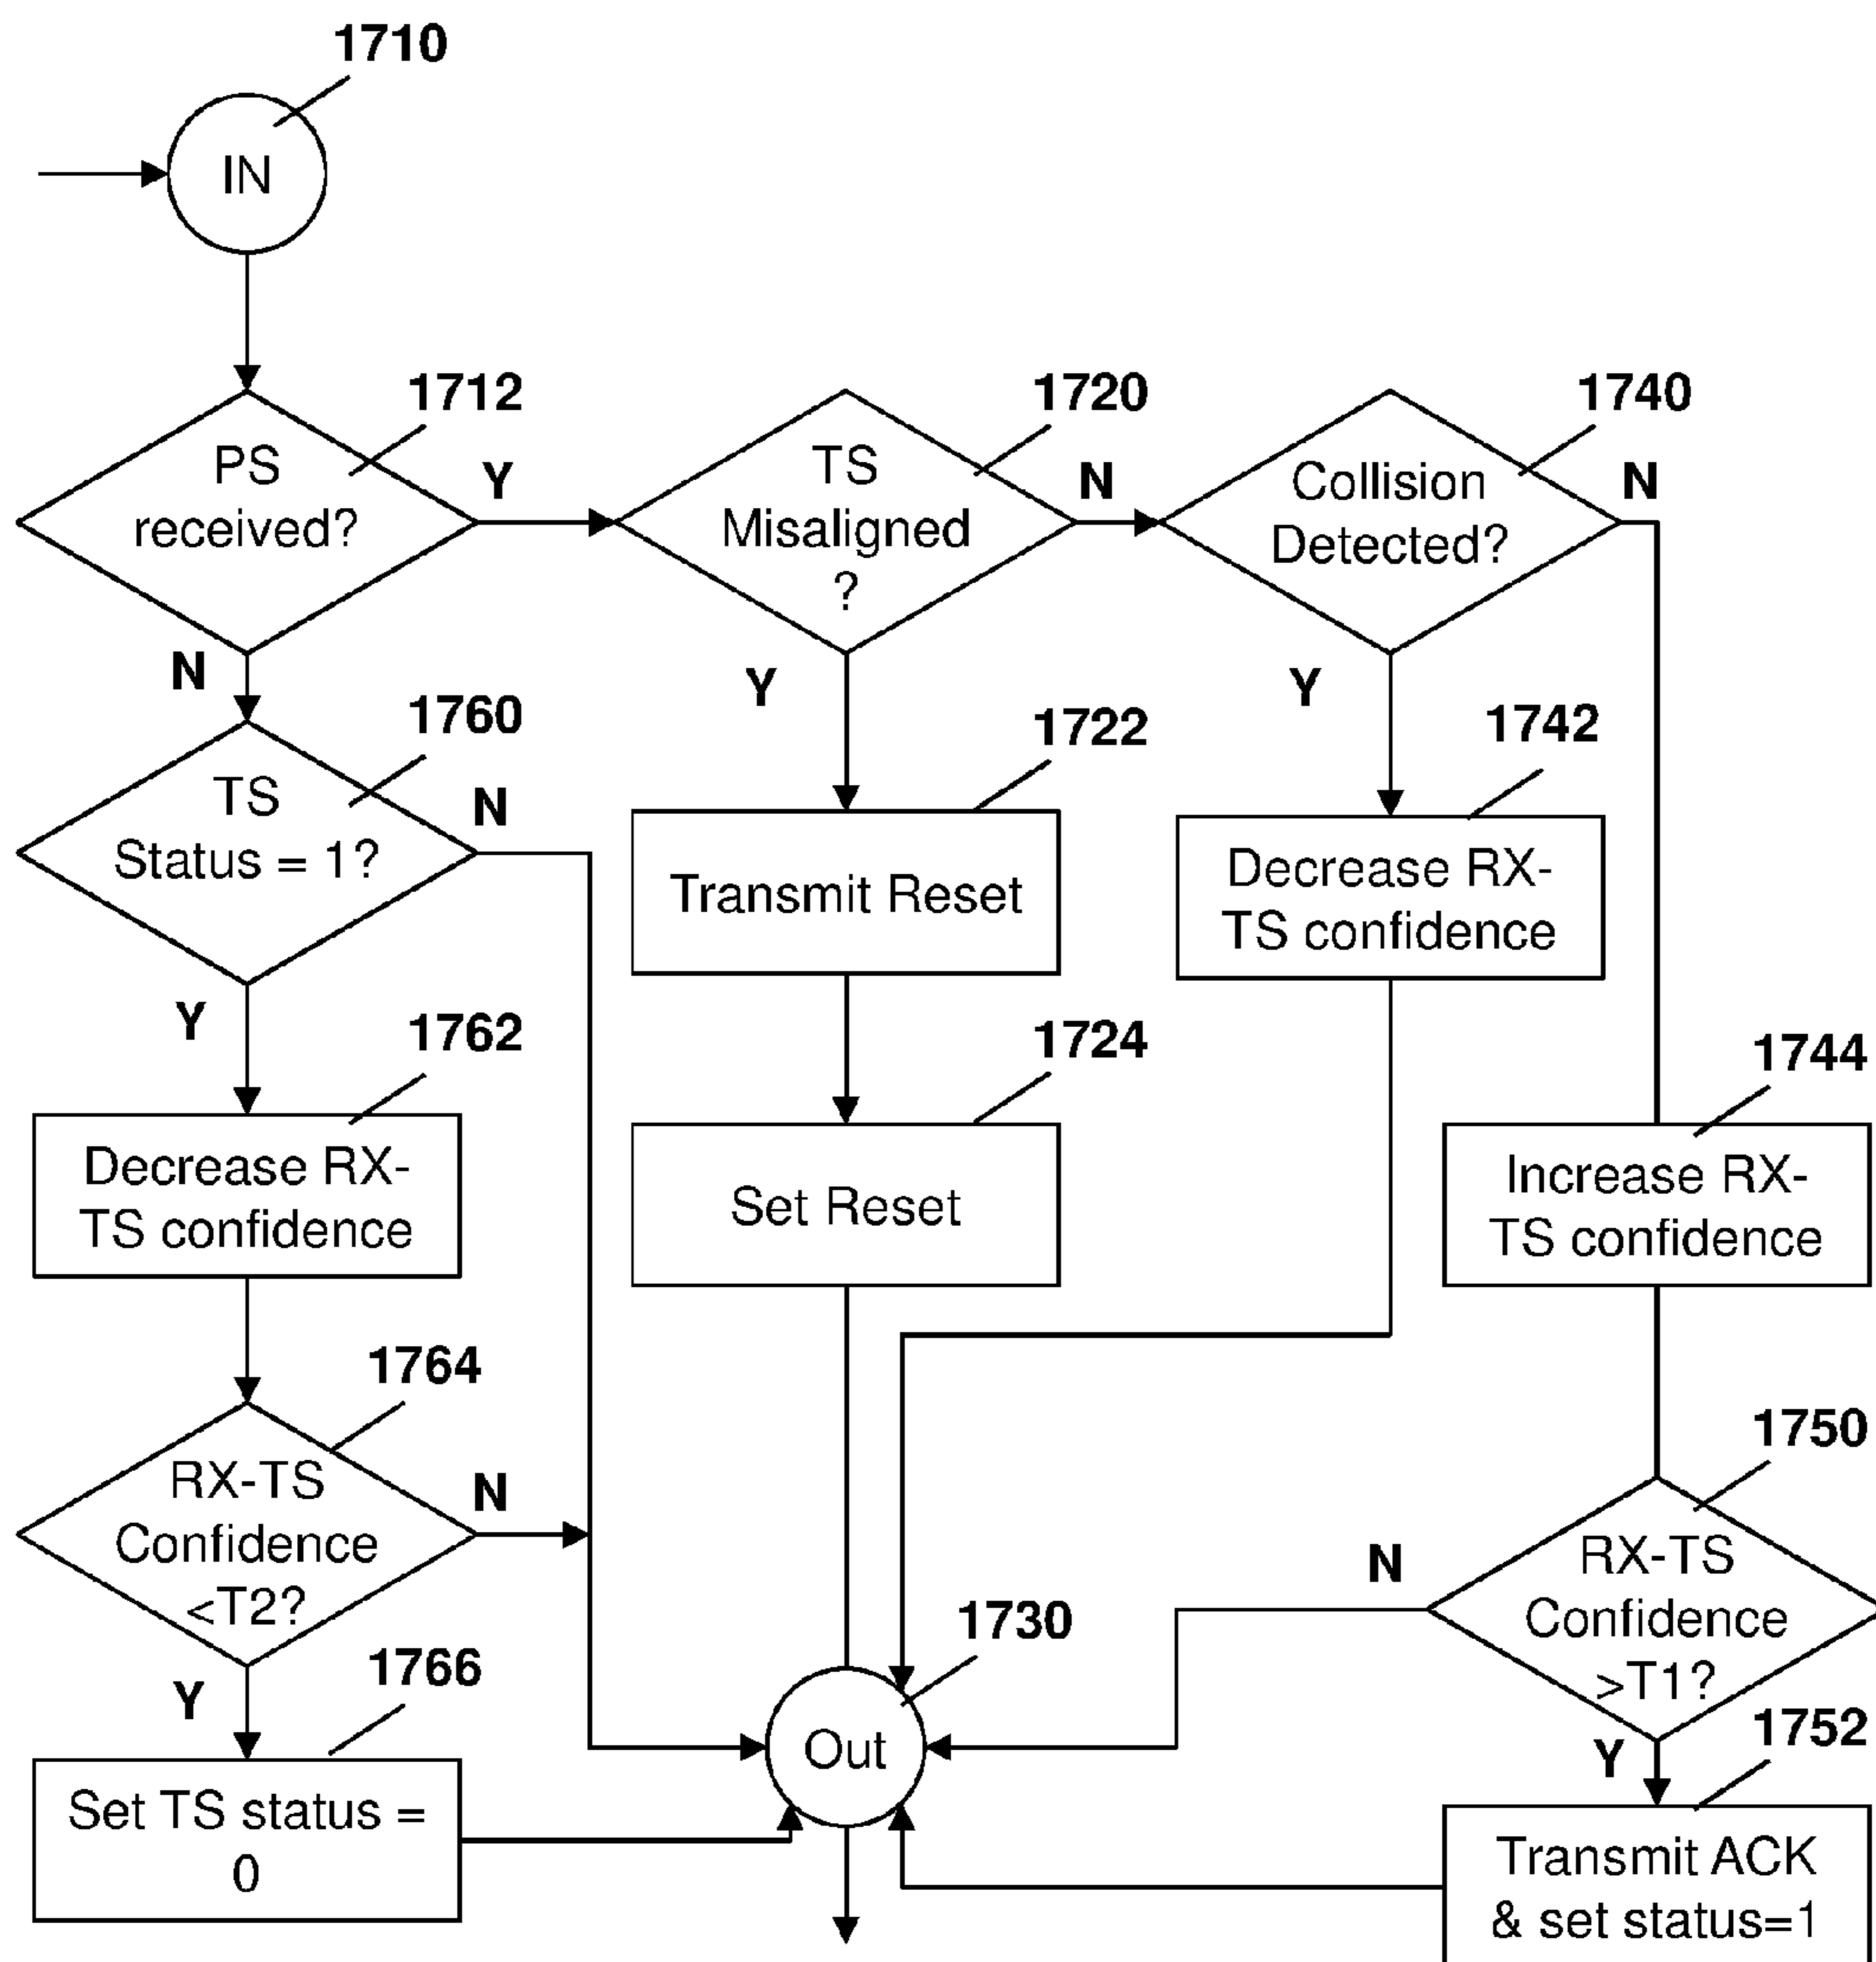 1710
IN
1712
PS
received?
Y
N
1720
TS
Misaligned
?
N
Y
1740
Collision
Detected?
N
Y
1760
TS
Status = 1?
N
Y
1722
Transmit Reset
1742
Decrease RX-
TS confidence
1762
Decrease RX-
TS confidence
1724
Set Reset
1744
Increase RX-
TS confidence
1764
RX-TS
Confidence
<T2?
N
Y
1750
RX-TS
Confidence
>T1?
N
Y
1766
Set TS status =
0
1730
Out
1752
Transmit ACK
& set status=1